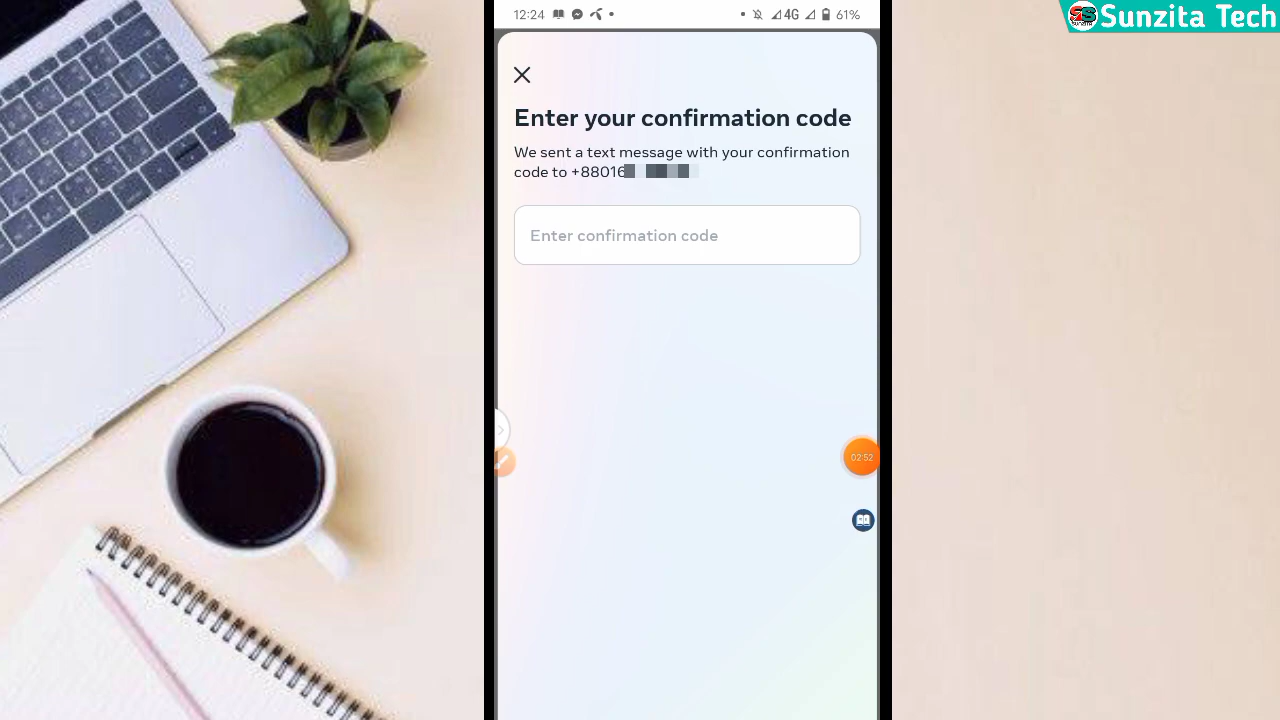 Sunzita Tech
12:24
4G
61%
Enter your confirmation code
We sent a text message with your confirmation
code to +88016
Enter confirmation code
02:52